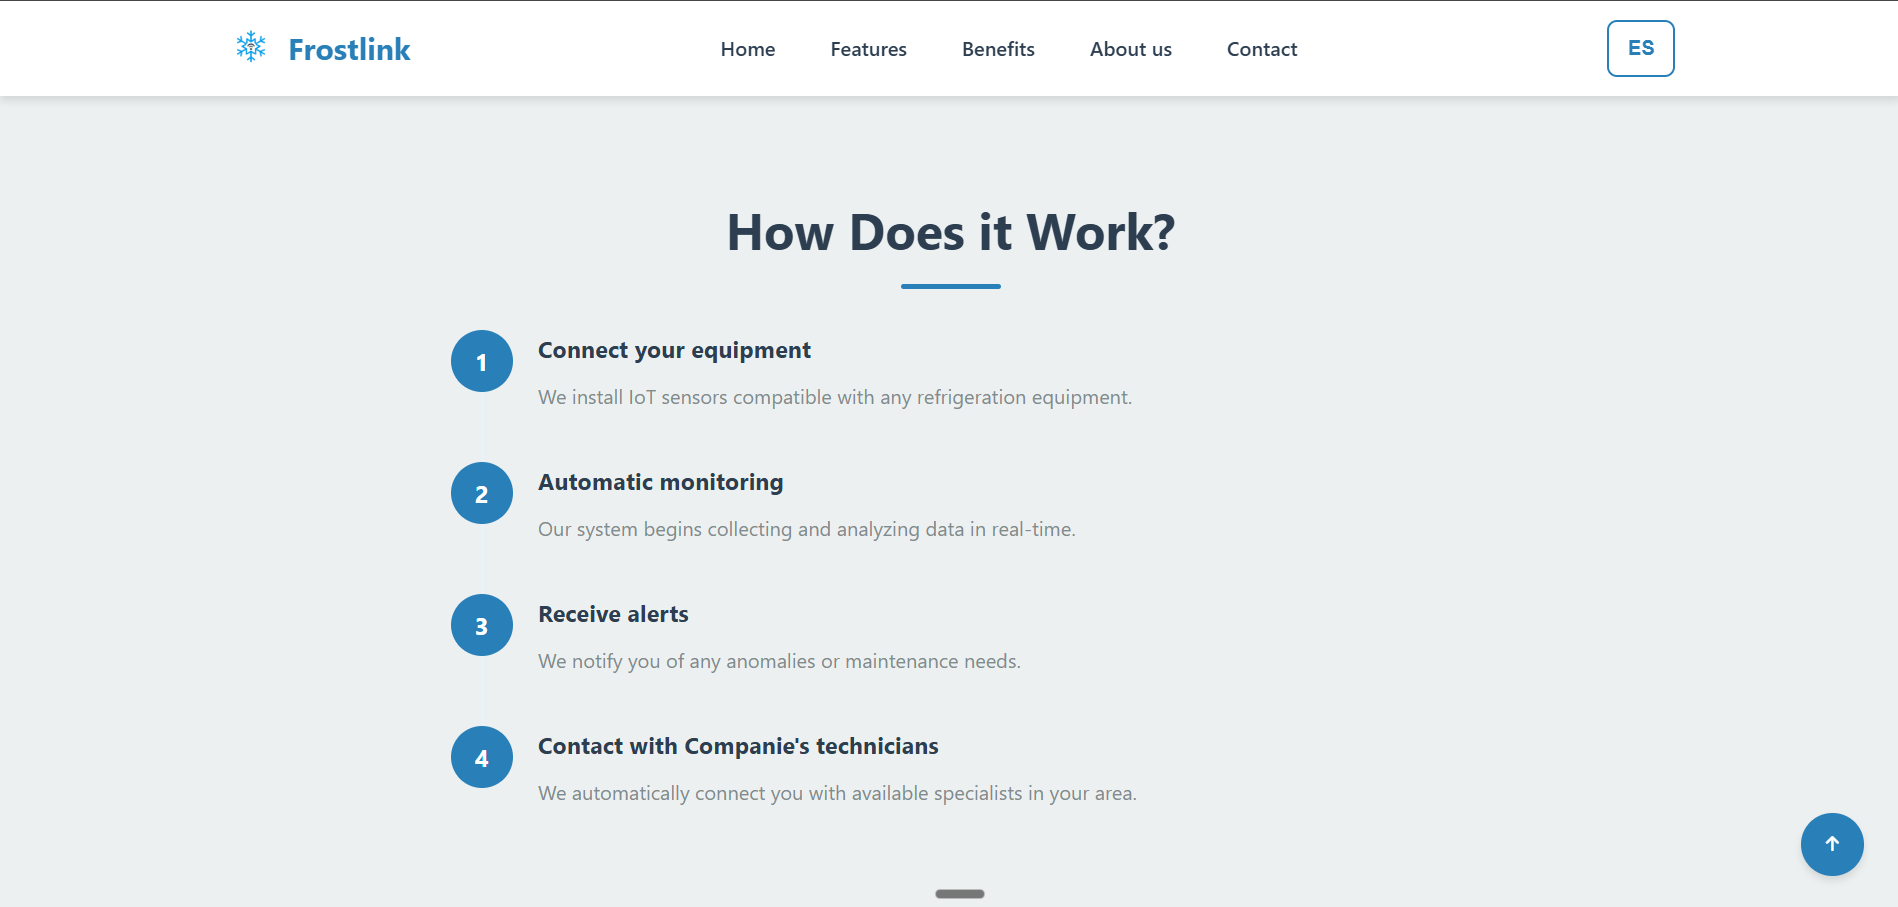 Frostlink
Home Features Benefits About us Contact
ES
How Does it Work?
1
Connect your equipment
We install IoT sensors compatible with any refrigeration equipment.
2
Automatic monitoring
Our system begins collecting and analyzing data in real-time.
3
Receive alerts
We notify you of any anomalies or maintenance needs.
4
Contact with Companie's technicians
We automatically connect you with available specialists in your area.